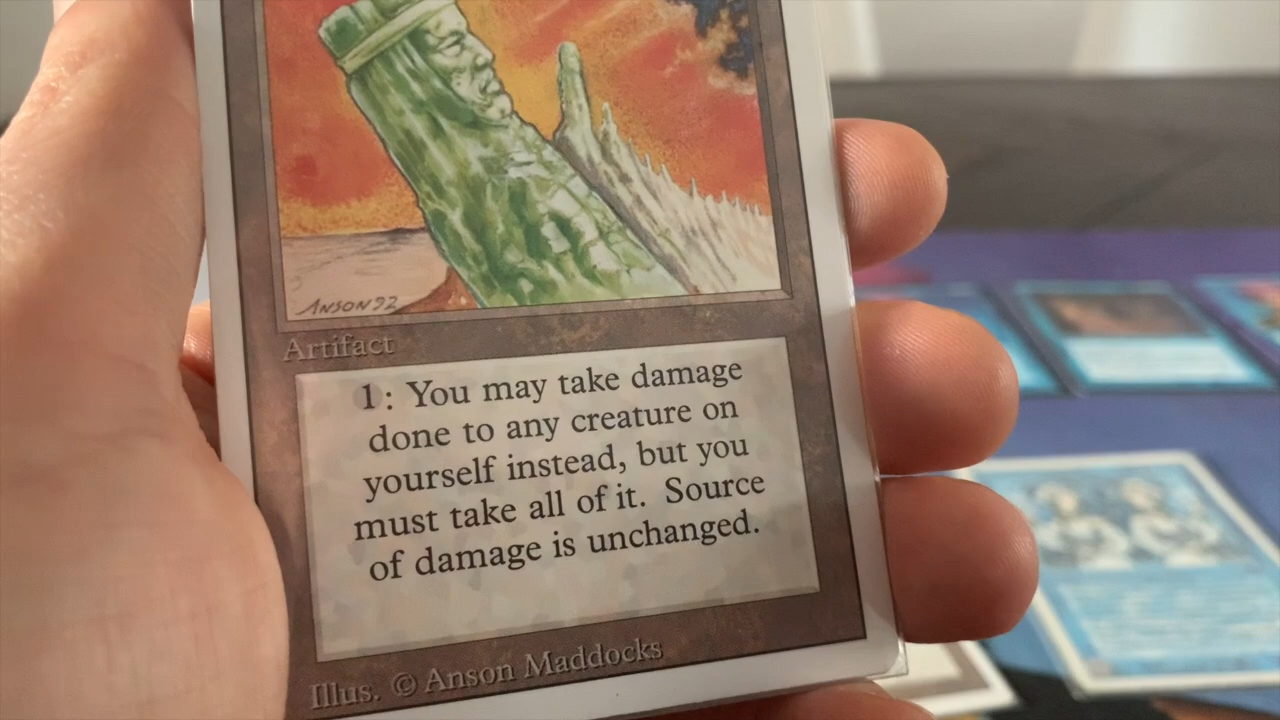 ANSON 92
Artifact
1: You may take damage
done to any creature on
yourself instead, but you
must take all of it. Source
of damage is unchanged.
Illus. © Anson Maddocks